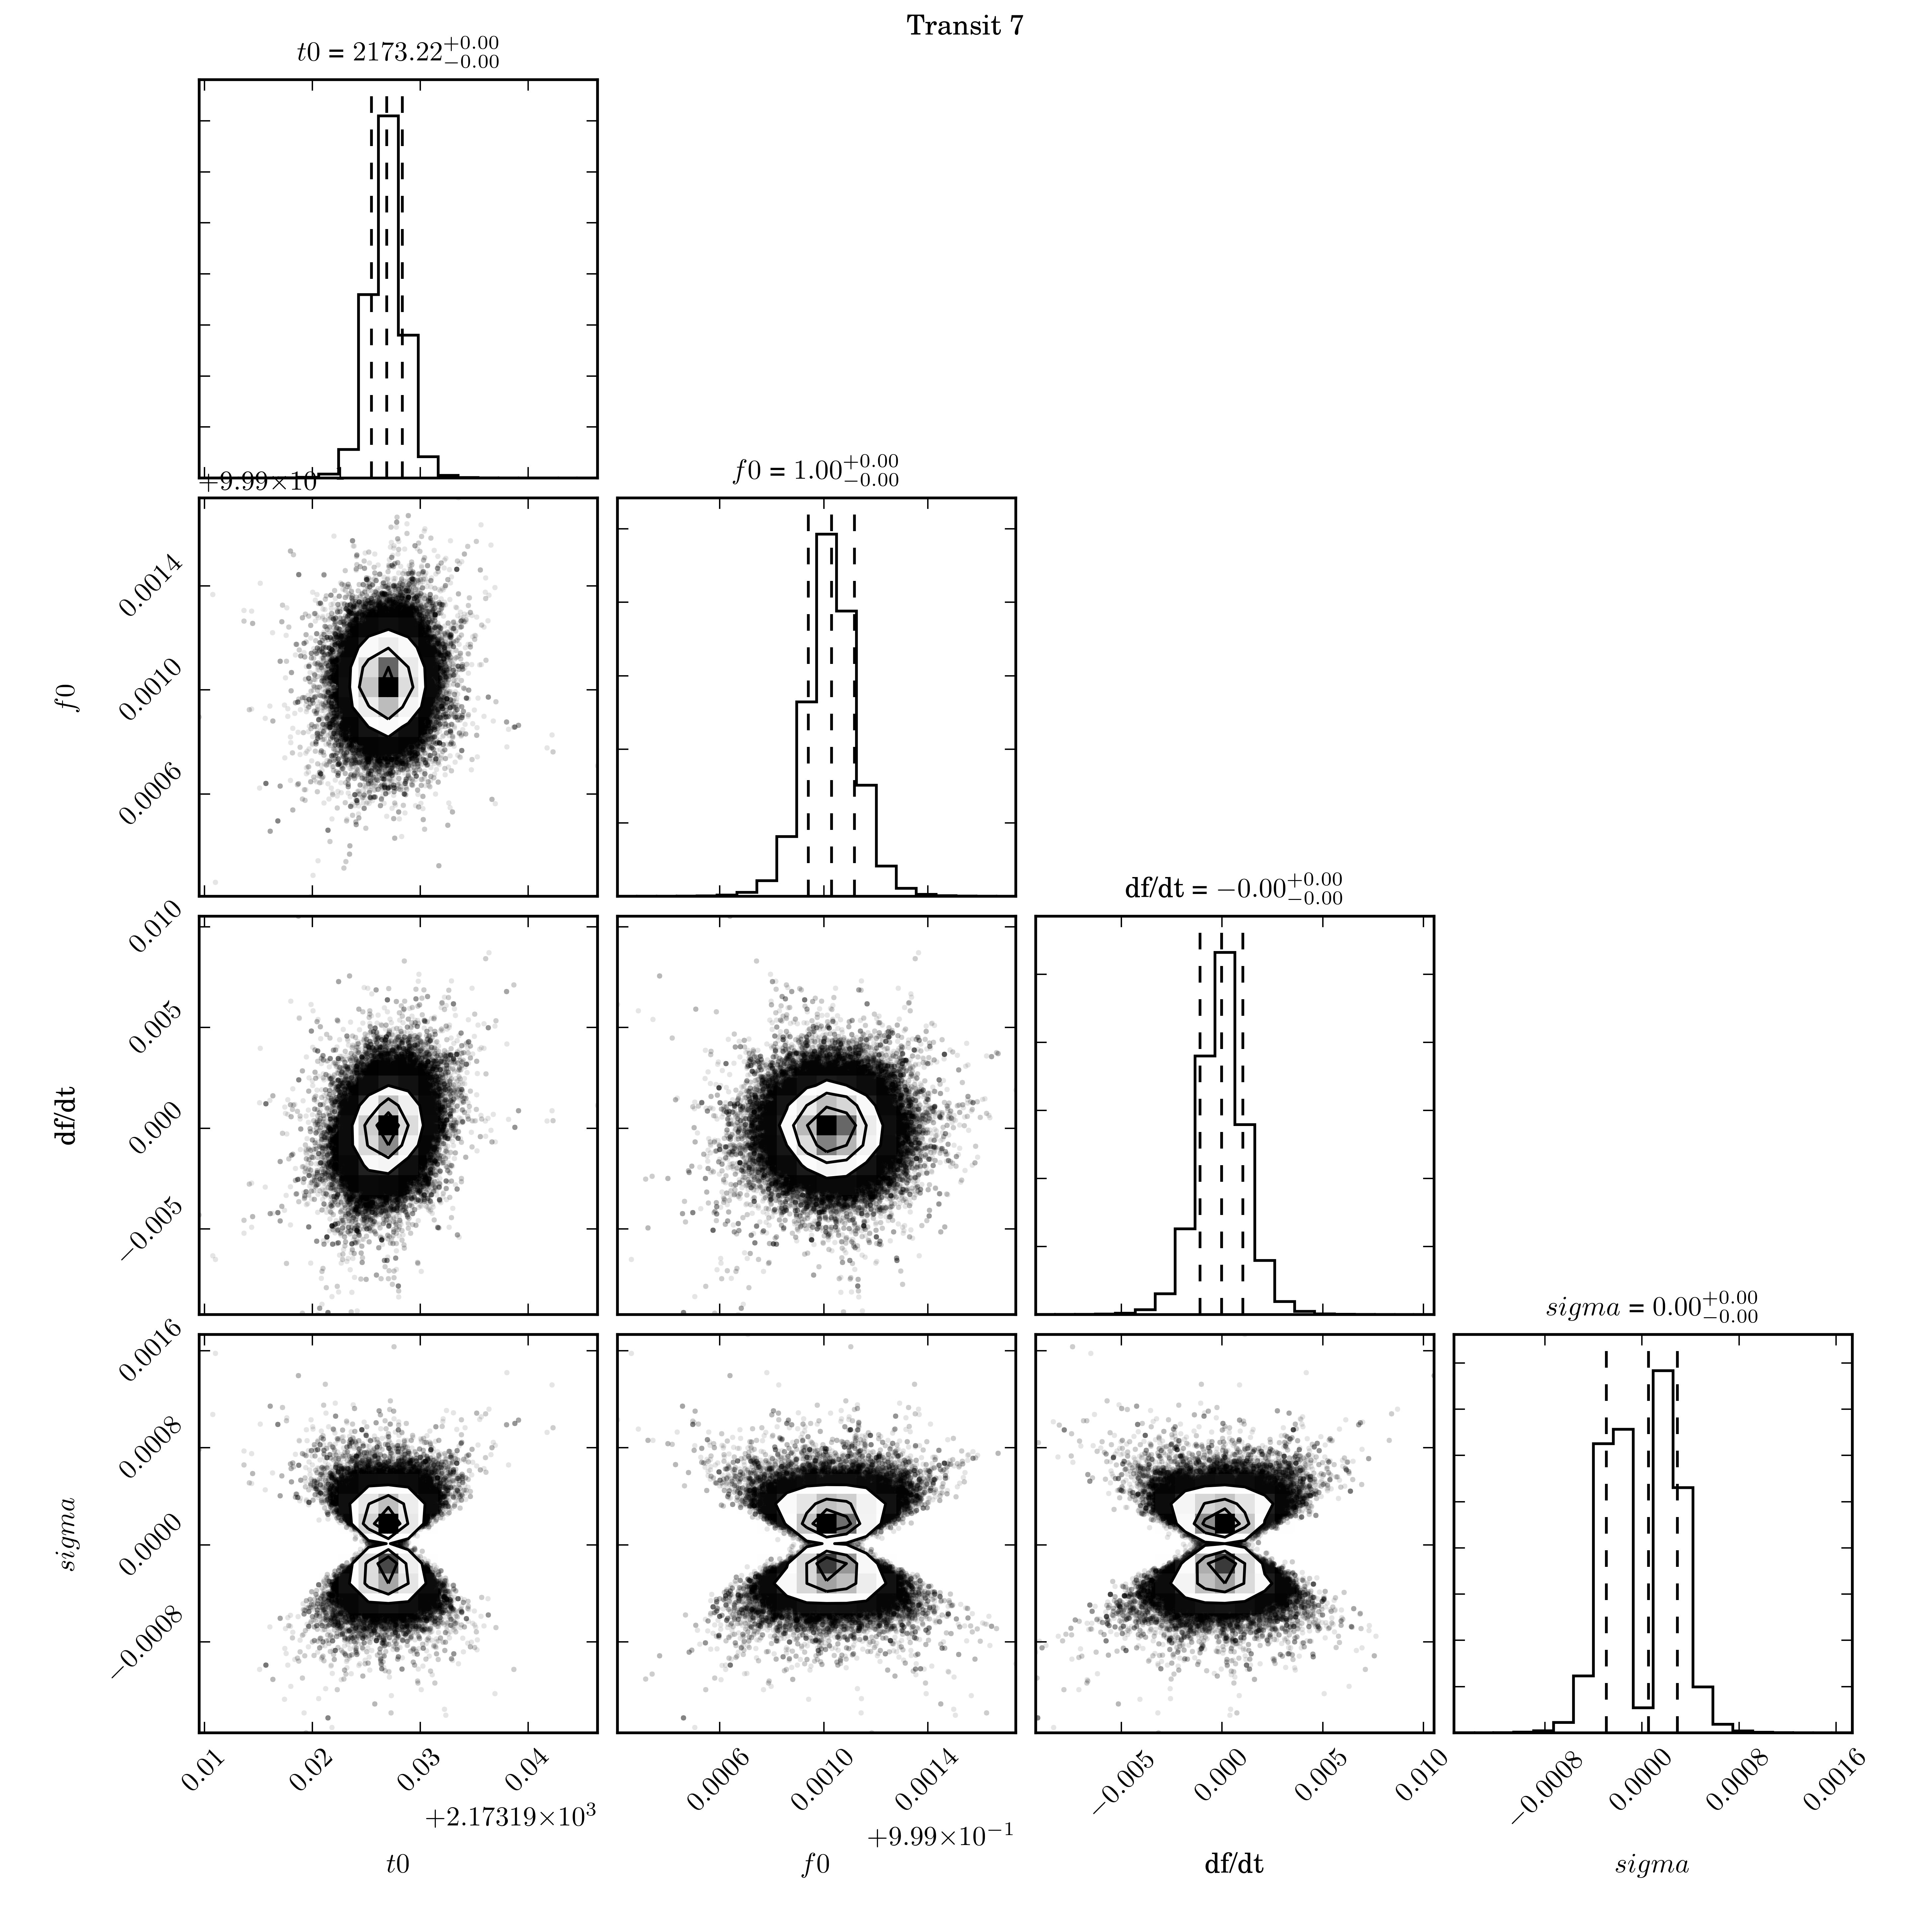 Transit 7
t0 = 2173.22+0.00 −0.00
+9.99×10
f0 = 1.00+0.00 −0.00
0.0014
0.0010
0.0006
f0
df/dt = −0.00+0.00 −0.00
0.010
0.005
0.000
−0.005
df/dt
sigma = 0.00+0.00 −0.00
0.0016
0.0008
0.0000
−0.0008
sigma
0.01 0.02 0.03 0.04
0.0006 0.0010 0.0014
−0.005 0.000 0.005 0.010
−0.0008 0.0000 0.0008 0.0016
+2.17319×10³
+9.99×10⁻¹
t0 f0 df/dt sigma